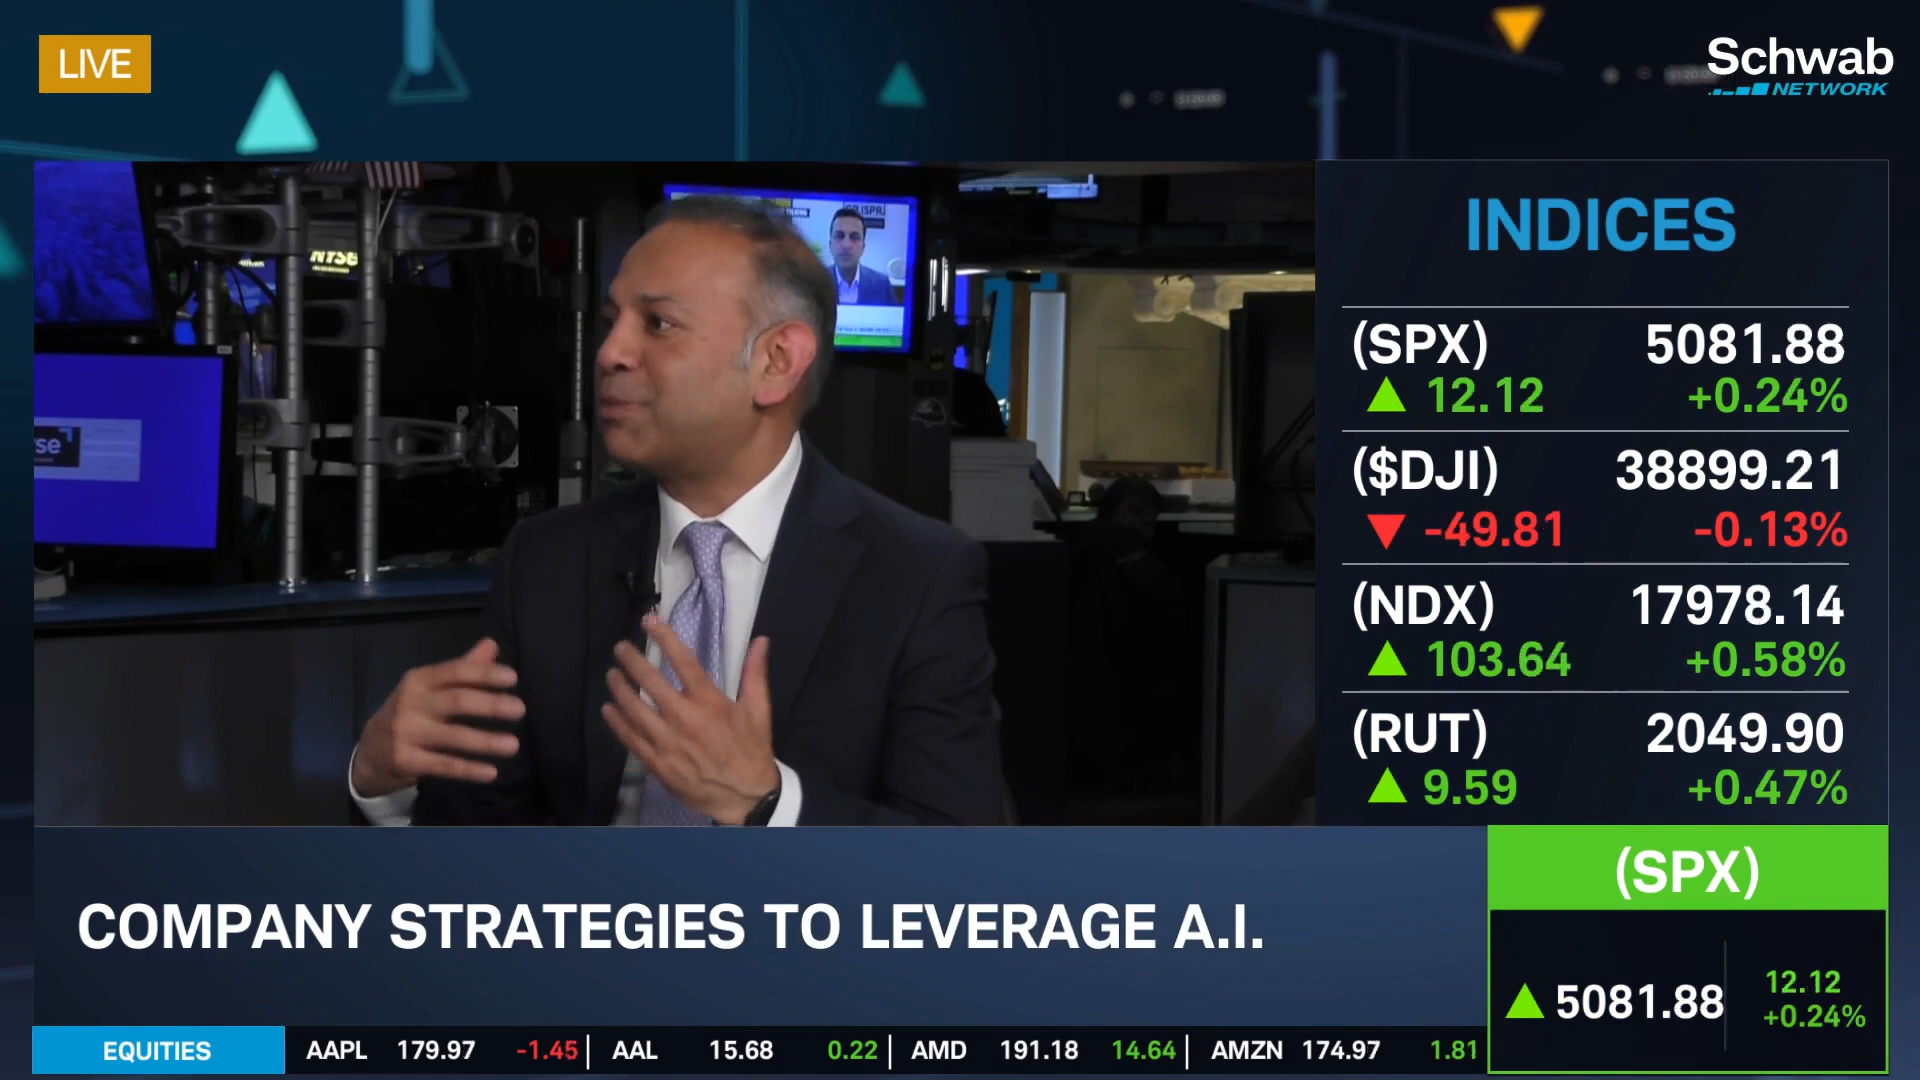 LIVE
Schwab
NETWORK
NYSE
se
INDICES
(SPX) 5081.88
▲ 12.12 +0.24%
($DJI) 38899.21
▼ -49.81 -0.13%
(NDX) 17978.14
▲ 103.64 +0.58%
(RUT) 2049.90
▲ 9.59 +0.47%
COMPANY STRATEGIES TO LEVERAGE A.I.
(SPX)
▲ 5081.88
12.12
+0.24%
EQUITIES AAPL 179.97 -1.45 | AAL 15.68 0.22 | AMD 191.18 14.64 | AMZN 174.97 1.81